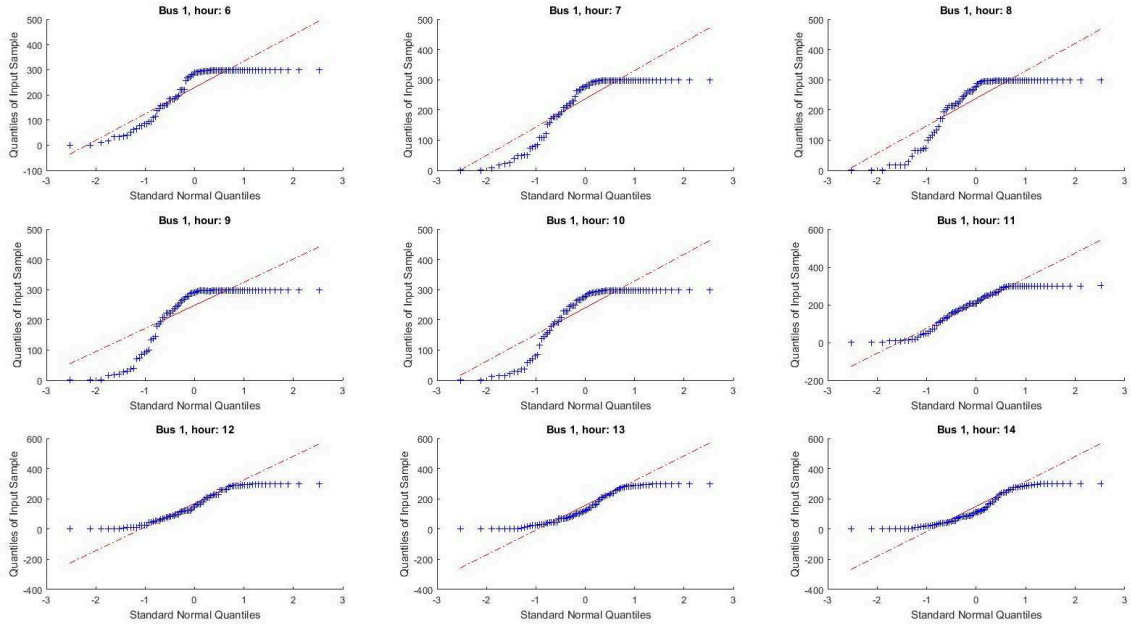 Bus 1, hour: 6
Quantiles of Input Sample
500
400
300
200
100
0
-100
-3 -2 -1 0 1 2 3
Standard Normal Quantiles
Bus 1, hour: 7
Quantiles of Input Sample
500
400
300
200
100
0
-3 -2 -1 0 1 2 3
Standard Normal Quantiles
Bus 1, hour: 8
Quantiles of Input Sample
500
400
300
200
100
0
-3 -2 -1 0 1 2 3
Standard Normal Quantiles
Bus 1, hour: 9
Quantiles of Input Sample
500
400
300
200
100
0
-3 -2 -1 0 1 2 3
Standard Normal Quantiles
Bus 1, hour: 10
Quantiles of Input Sample
500
400
300
200
100
0
-3 -2 -1 0 1 2 3
Standard Normal Quantiles
Bus 1, hour: 11
Quantiles of Input Sample
600
400
200
0
-200
-3 -2 -1 0 1 2 3
Standard Normal Quantiles
Bus 1, hour: 12
Quantiles of Input Sample
600
400
200
0
-200
-400
-3 -2 -1 0 1 2 3
Standard Normal Quantiles
Bus 1, hour: 13
Quantiles of Input Sample
600
400
200
0
-200
-400
-3 -2 -1 0 1 2 3
Standard Normal Quantiles
Bus 1, hour: 14
Quantiles of Input Sample
600
400
200
0
-200
-400
-3 -2 -1 0 1 2 3
Standard Normal Quantiles